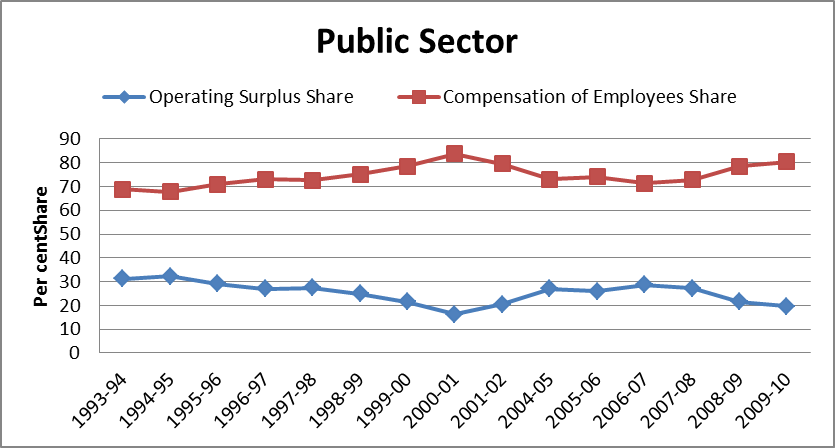 Public Sector
Operating Surplus Share Compensation of Employees Share
Per centShare
90
80
70
60
50
40
30
20
10
0
1993-94 1994-95 1995-96 1996-97 1997-98 1998-99 1999-00 2000-01 2001-02 2004-05 2005-06 2006-07 2007-08 2008-09 2009-10